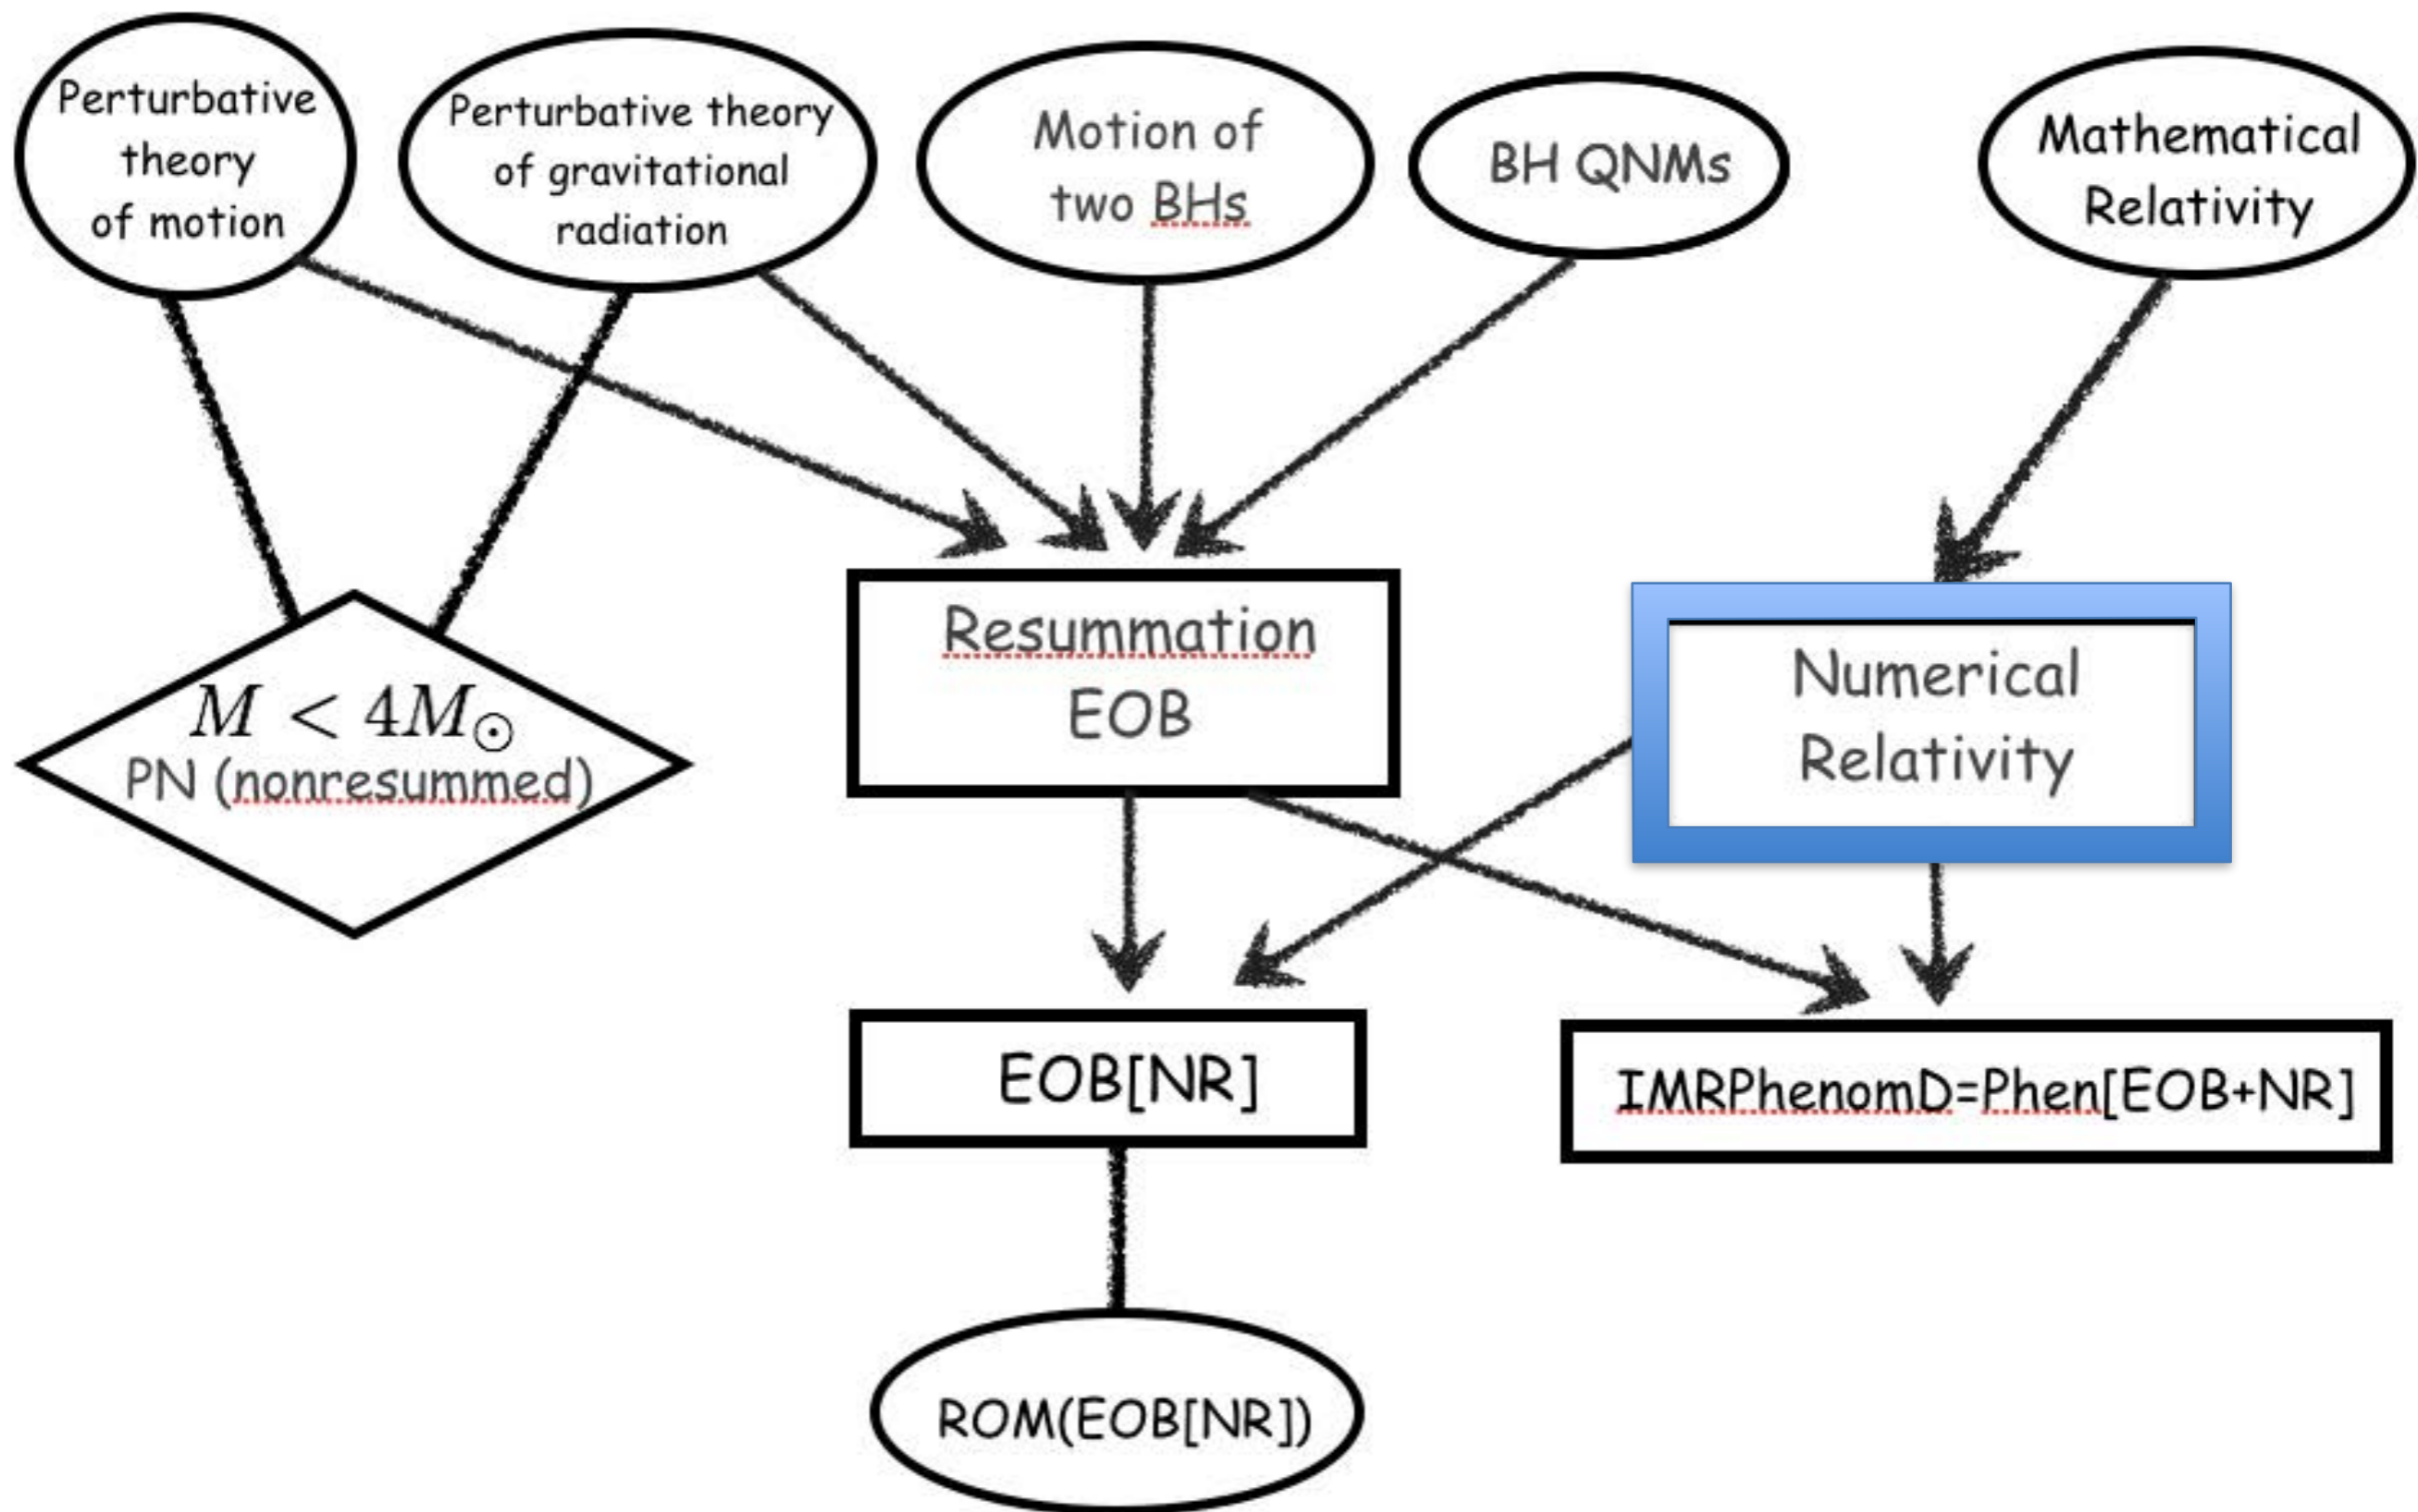 Perturbative
theory
of motion
Perturbative theory
of gravitational
radiation
Motion of
two BHs
BH QNMs
Mathematical
Relativity
M < 4M⊙
PN (nonresummed)
Resummation
EOB
Numerical
Relativity
EOB[NR]
IMRPhenomD=Phen[EOB+NR]
ROM(EOB[NR])